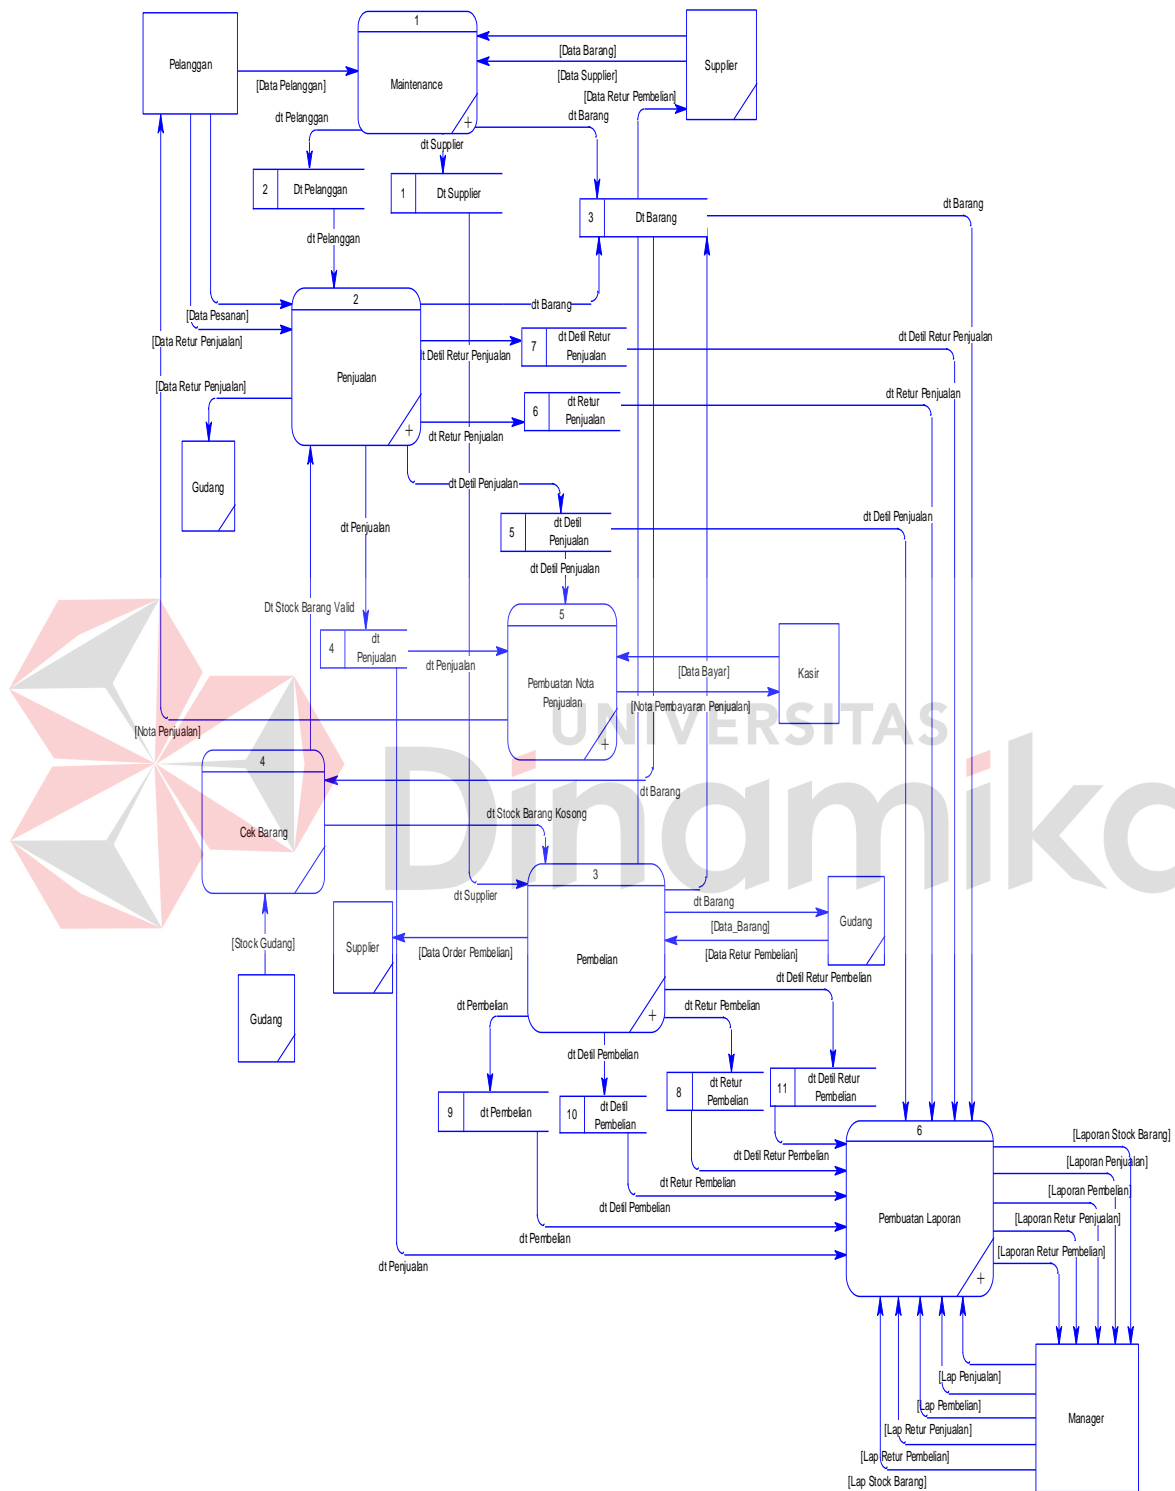 1
Pelanggan
Maintenance
Supplier
[Data Barang]
[Data Supplier]
[Data Pelanggan]
[Data Retur Pembelian]
dt Pelanggan
dt Barang
dt Supplier
2
Dt Pelanggan
1
Dt Supplier
3
Dt Barang
dt Barang
dt Pelanggan
2
[Data Pesanan]
dt Barang
[Data Retur Penjualan]
7
dt Detil Retur
Penjualan
dt Detil Retur Penjualan
dt Detil Retur Penjualan
Penjualan
[Data Retur Penjualan]
6
dt Retur
Penjualan
dt Retur Penjualan
dt Retur Penjualan
Gudang
dt Detil Penjualan
dt Penjualan
5
dt Detil
Penjualan
dt Detil Penjualan
dt Detil Penjualan
Dt Stock Barang Valid
5
4
dt
Penjualan
dt Penjualan
Pembuatan Nota
Penjualan
[Data Bayar]
Kasir
[Nota Pembayaran Penjualan]
[Nota Penjualan]
UNIVERSITAS
Dinamika
4
Cek Barang
dt Barang
dt Stock Barang Kosong
3
dt Supplier
dt Barang
[Data_Barang]
Gudang
[Stock Gudang]
Supplier
[Data Order Pembelian]
[Data Retur Pembelian]
Pembelian
dt Detil Retur Pembelian
Gudang
dt Pembelian
dt Retur Pembelian
dt Detil Pembelian
9
dt Pembelian
10
dt Detil
Pembelian
8
dt Retur
Pembelian
11
dt Detil Retur
Pembelian
6
[Laporan Stock Barang]
dt Detil Retur Pembelian
[Laporan Penjualan]
dt Retur Pembelian
[Laporan Pembelian]
dt Detil Pembelian
Pembuatan Laporan
[Laporan Retur Penjualan]
dt Pembelian
[Laporan Retur Pembelian]
dt Penjualan
[Lap Penjualan]
[Lap Pembelian]
Manager
[Lap Retur Penjualan]
[Lap Retur Pembelian]
[Lap Stock Barang]